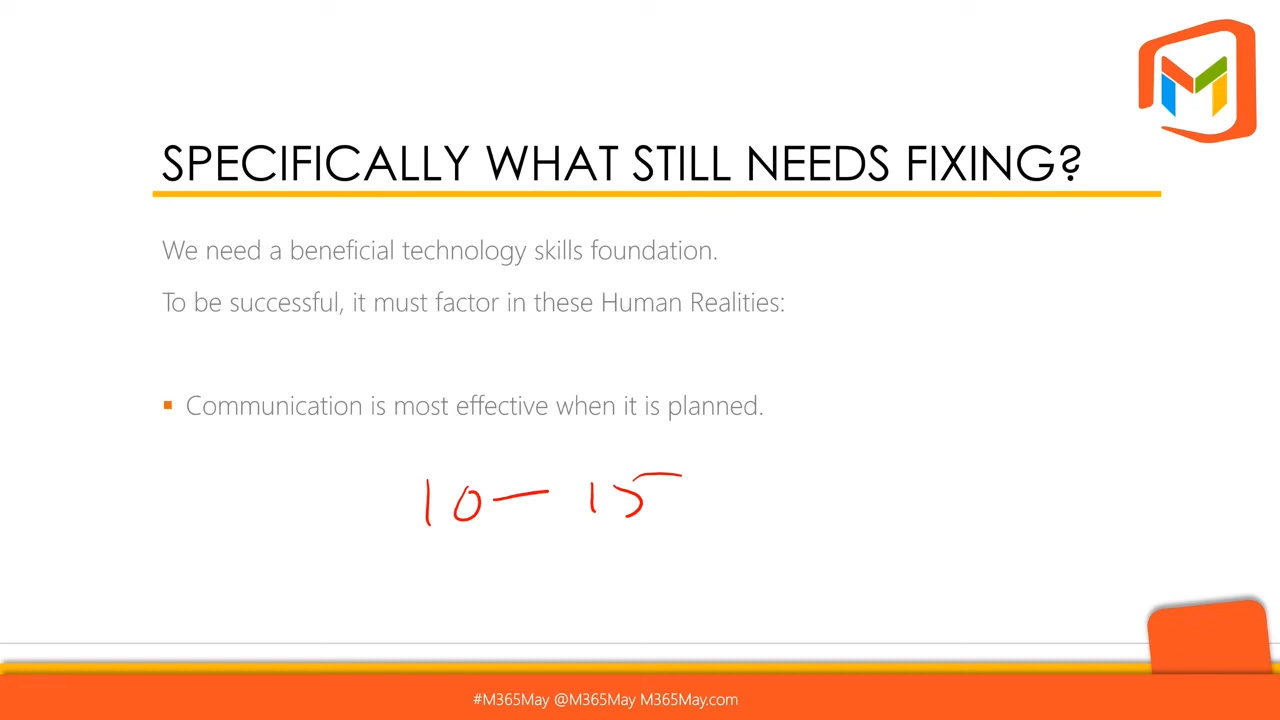 SPECIFICALLY WHAT STILL NEEDS FIXING?
We need a beneficial technology skills foundation.
To be successful, it must factor in these Human Realities:
Communication is most effective when it is planned.
10 — 15
#M365May @M365May M365May.com